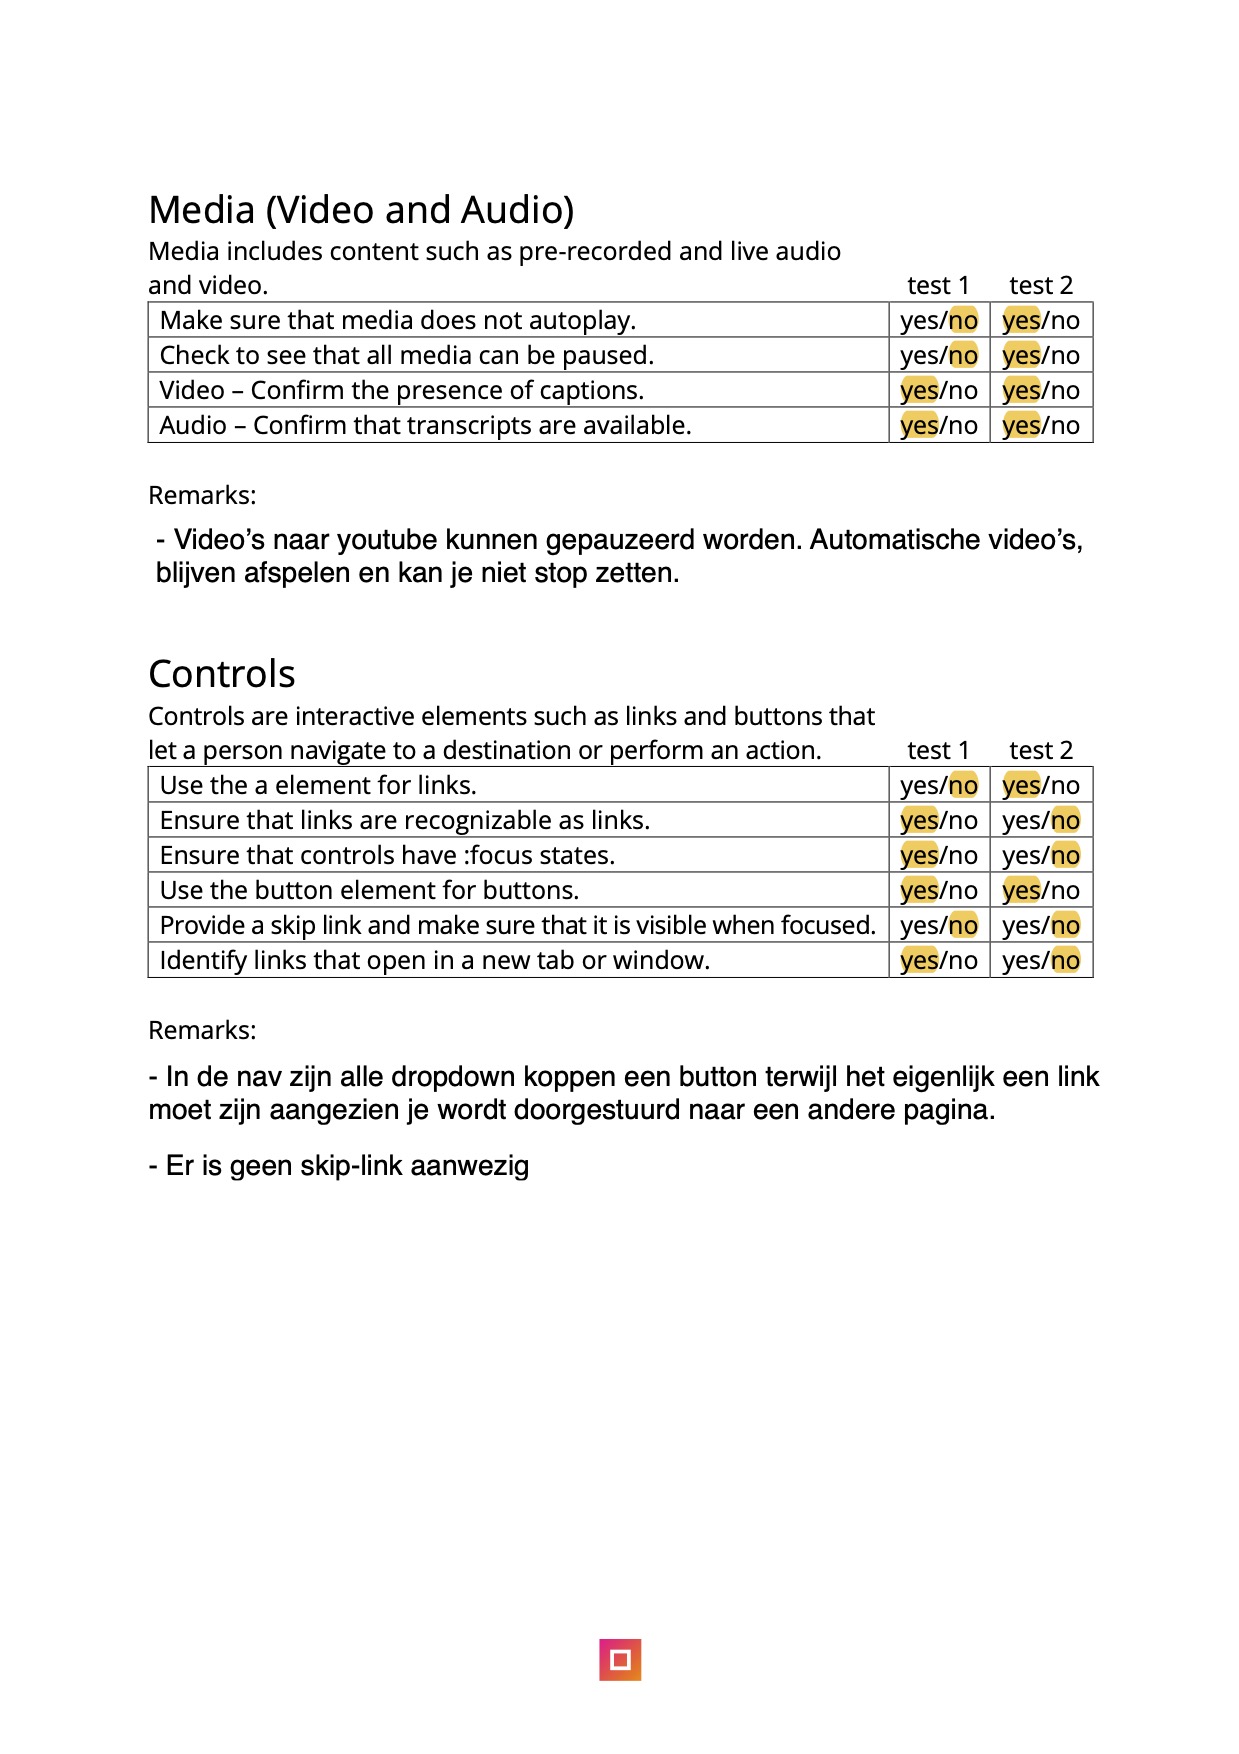 Media (Video and Audio)
Media includes content such as pre-recorded and live audio
and video. test 1 test 2
Make sure that media does not autoplay. yes/no yes/no
Check to see that all media can be paused. yes/no yes/no
Video – Confirm the presence of captions. yes/no yes/no
Audio – Confirm that transcripts are available. yes/no yes/no
Remarks:
- Video’s naar youtube kunnen gepauzeerd worden. Automatische video’s,
blijven afspelen en kan je niet stop zetten.
Controls
Controls are interactive elements such as links and buttons that
let a person navigate to a destination or perform an action. test 1 test 2
Use the a element for links. yes/no yes/no
Ensure that links are recognizable as links. yes/no yes/no
Ensure that controls have :focus states. yes/no yes/no
Use the button element for buttons. yes/no yes/no
Provide a skip link and make sure that it is visible when focused. yes/no yes/no
Identify links that open in a new tab or window. yes/no yes/no
Remarks:
- In de nav zijn alle dropdown koppen een button terwijl het eigenlijk een link
moet zijn aangezien je wordt doorgestuurd naar een andere pagina.
- Er is geen skip-link aanwezig